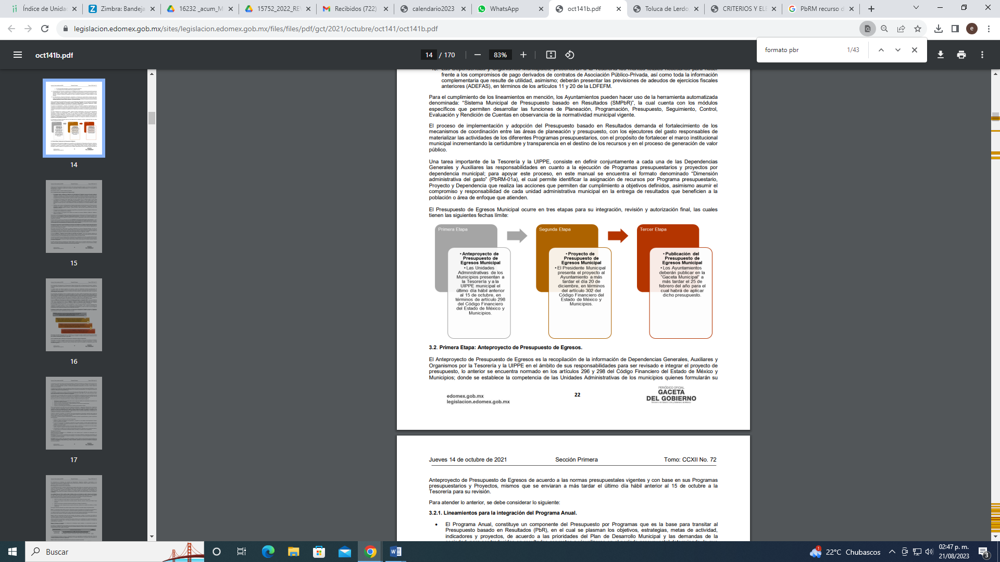 Índice de Unida
Zimbra: Bandeja
16232 _acum_M
15752_2022_REV
Recibidos (722)
calendario2023
WhatsApp
oct141b.pdf
Toluca de Lerdo
CRITERIOS Y ELE
PbRM recurso d
legislacion.edomex.gob.mx/sites/legislacion.edomex.gob.mx/files/files/pdf/gct/2021/octubre/oct141/oct141b.pdf
e
oct141b.pdf
14 / 170
83%
formato pbr
1/43
14
15
16
17
frente a los compromisos de pago derivados de contratos de Asociación Público-Privada, así como toda la información
complementaria que resulte de utilidad, asimismo; deberán presentar las previsiones de adeudos de ejercicios fiscales
anteriores (ADEFAS), en términos de los artículos 11 y 20 de la LDFEFM.
Para el cumplimiento de los lineamientos en mención, los Ayuntamientos pueden hacer uso de la herramienta automatizada
denominada: “Sistema Municipal de Presupuesto basado en Resultados (SMPbR)”, la cual cuenta con los módulos
específicos que permiten desarrollar las funciones de Planeación, Programación, Presupuesto, Seguimiento, Control,
Evaluación y Rendición de Cuentas en observancia de la normatividad municipal vigente.
El proceso de implementación y adopción del Presupuesto basado en Resultados demanda el fortalecimiento de los
mecanismos de coordinación entre las áreas de planeación y presupuesto, con los ejecutores del gasto responsables de
materializar las actividades de los diferentes Programas presupuestarios, con el propósito de fortalecer el marco institucional
municipal incrementando la certidumbre y transparencia en el destino de los recursos y en el proceso de generación de valor
público.
Una tarea importante de la Tesorería y la UIPPE, consiste en definir conjuntamente a cada una de las Dependencias
Generales y Auxiliares las responsabilidades en cuanto a la ejecución de Programas presupuestarios y proyectos por
dependencia municipal; para apoyar este proceso, en este manual se encuentra el formato denominado “Dimensión
administrativa del gasto” (PbRM-01a), el cual permite identificar la asignación de recursos por Programa presupuestario,
Proyecto y Dependencia que realiza las acciones que permiten dar cumplimiento a objetivos definidos, asimismo asumir el
compromiso y responsabilidad de cada unidad administrativa municipal en la entrega de resultados que beneficien a la
población o área de enfoque que atienden.
El Presupuesto de Egresos Municipal ocurre en tres etapas para su integración, revisión y autorización final, las cuales
tienen las siguientes fechas límite:
Primera Etapa
• Anteproyecto de
Presupuesto de
Egresos Municipal
• Las Unidades
Administrativas de los
Municipios presentan a
la Tesorería y a la
UIPPE municipal el
último día hábil anterior
al 15 de octubre, en
términos de artículo 298
del Código Financiero
del Estado de México y
Municipios.
Segunda Etapa
• Proyecto de
Presupuesto de
Egresos Municipal
• El Presidente Municipal
presenta el proyecto al
Ayuntamiento a más
tardar el día 20 de
diciembre, en términos
del artículo 302 del
Código Financiero del
Estado de México y
Municipios.
Tercer Etapa
• Publicación del
Presupuesto de
Egresos Municipal
• Los Ayuntamientos
deberán publicar en la
"Gaceta Municipal" a
más tardar el 25 de
febrero del año para el
cual habrá de aplicar
dicho presupuesto.
3.2. Primera Etapa: Anteproyecto de Presupuesto de Egresos.
El Anteproyecto de Presupuesto de Egresos es la recopilación de la información de Dependencias Generales, Auxiliares y
Organismos por la Tesorería y la UIPPE en el ámbito de sus responsabilidades para ser revisado e integrar el proyecto de
presupuesto, lo anterior se encuentra normado en los artículos 296 y 298 del Código Financiero del Estado de México y
Municipios; donde se establece la competencia de las Unidades Administrativas de los municipios quienes formularán su
edomex.gob.mx
legislacion.edomex.gob.mx
22
PERIÓDICO OFICIAL
GACETA
DEL GOBIERNO
Jueves 14 de octubre de 2021
Sección Primera
Tomo: CCXII No. 72
Anteproyecto de Presupuesto de Egresos de acuerdo a las normas presupuestales vigentes y con base en sus Programas
presupuestarios y Proyectos, mismos que se enviaran a más tardar el último día hábil anterior al 15 de octubre a la
Tesorería para su revisión.
Para atender lo anterior, se debe considerar lo siguiente:
3.2.1. Lineamientos para la integración del Programa Anual.
• El Programa Anual, constituye un componente del Presupuesto por Programas que es la base para transitar al
Presupuesto basado en Resultados (PbR), en el cual se plasman los objetivos, estrategias, metas de actividad,
indicadores y proyectos, de acuerdo a las prioridades del Plan de Desarrollo Municipal y las demandas de la
Buscar
1
22°C Chubascos
02:47 p. m.
21/08/2023
3